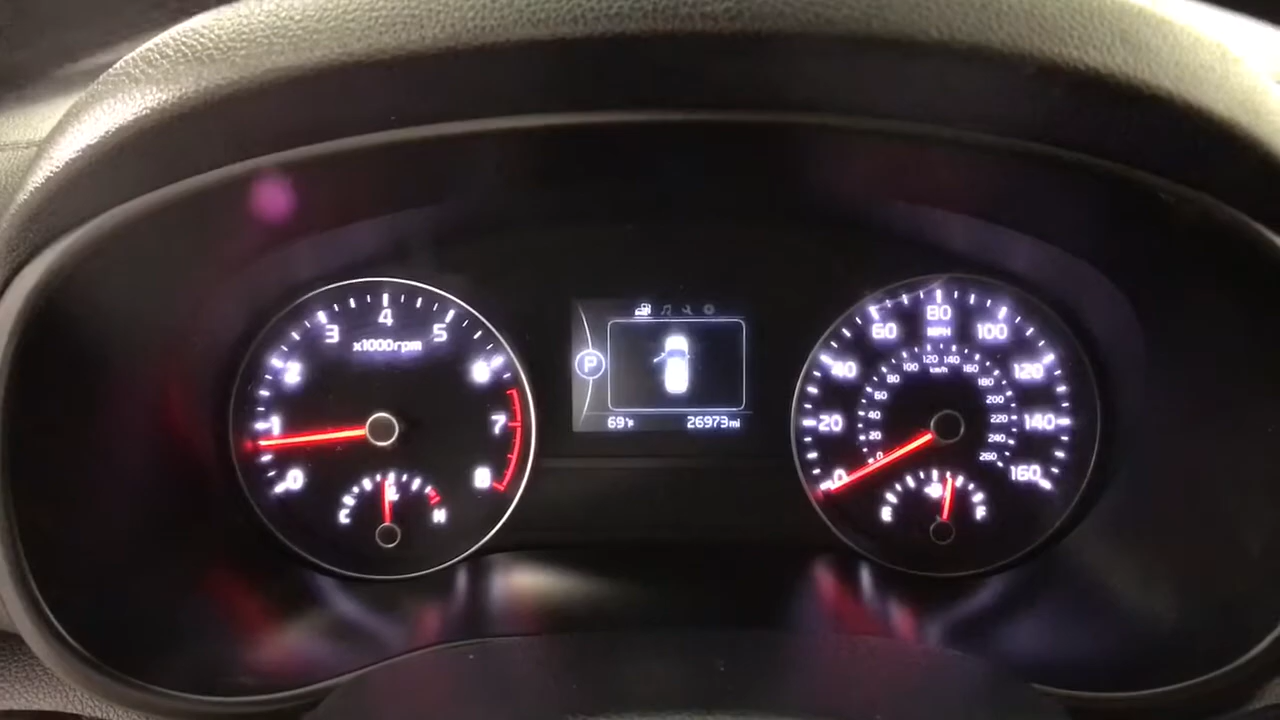 0 1 2 3 4 5 6 7 8
x1000rpm
C H
P
69°F 26973mi
0 20 40 60 80 100 120 140 160
MPH
0 20 40 60 80 100 120 140 160 180 200 220 240 260
km/h
E F